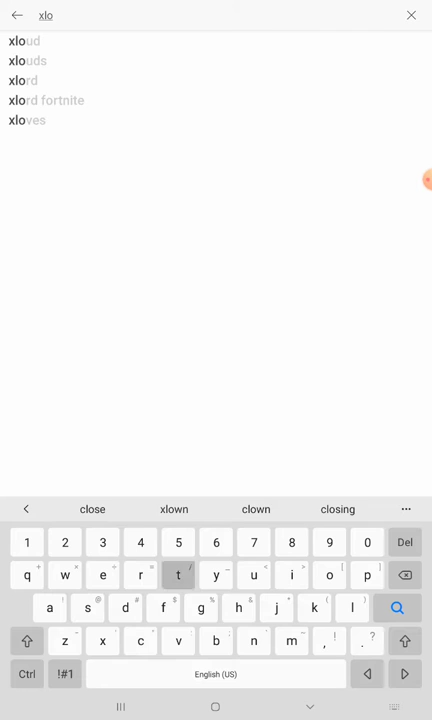 xlo
xloud
xlouds
xlord
xlord fortnite
xloves
close xlown clown closing
1 2 3 4 5 6 7 8 9 0 Del
q w e r t y u i o p
a s d f g h j k l
z x c v b n m , ! . ?
Ctrl !#1 English (US)